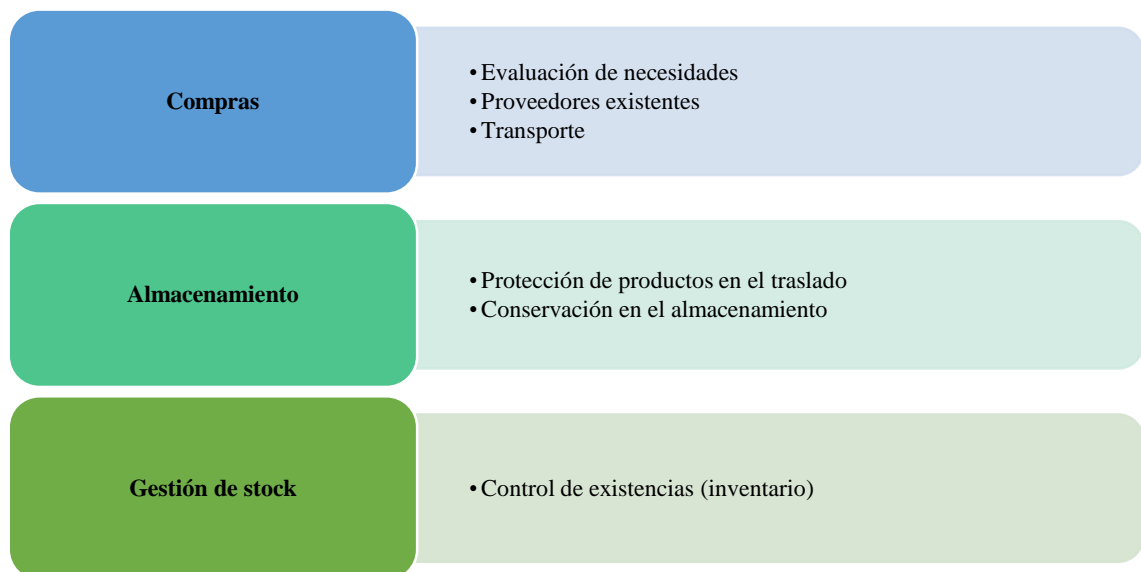 Compras
• Evaluación de necesidades
• Proveedores existentes
• Transporte
Almacenamiento
• Protección de productos en el traslado
• Conservación en el almacenamiento
Gestión de stock
• Control de existencias (inventario)